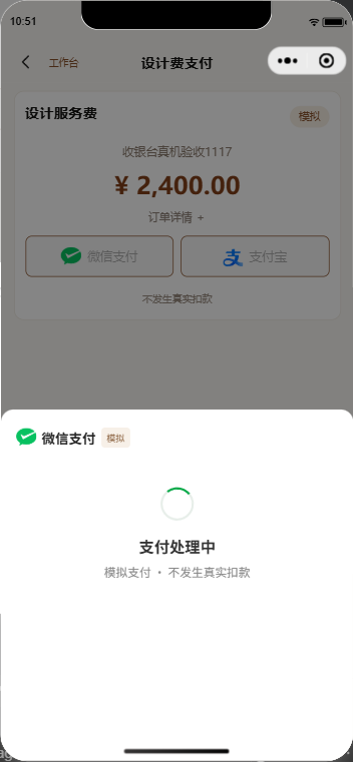 10:51
工作台
设计费支付
设计服务费
模拟
收银台真机验收1117
¥ 2,400.00
订单详情 +
微信支付
支付宝
不发生真实扣款
微信支付 模拟
支付处理中
模拟支付 · 不发生真实扣款